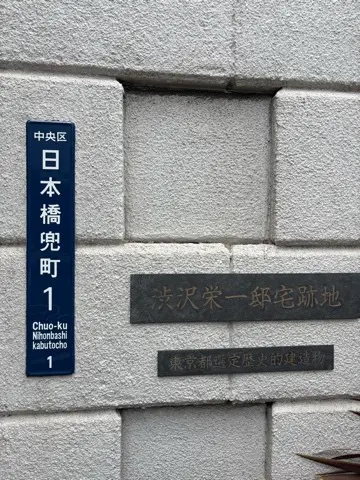 中央区
日本橋兜町
1
Chuo-ku
Nihonbashi
kabutocho
1
渋沢栄一邸宅跡地
東京都選定歴史的建造物